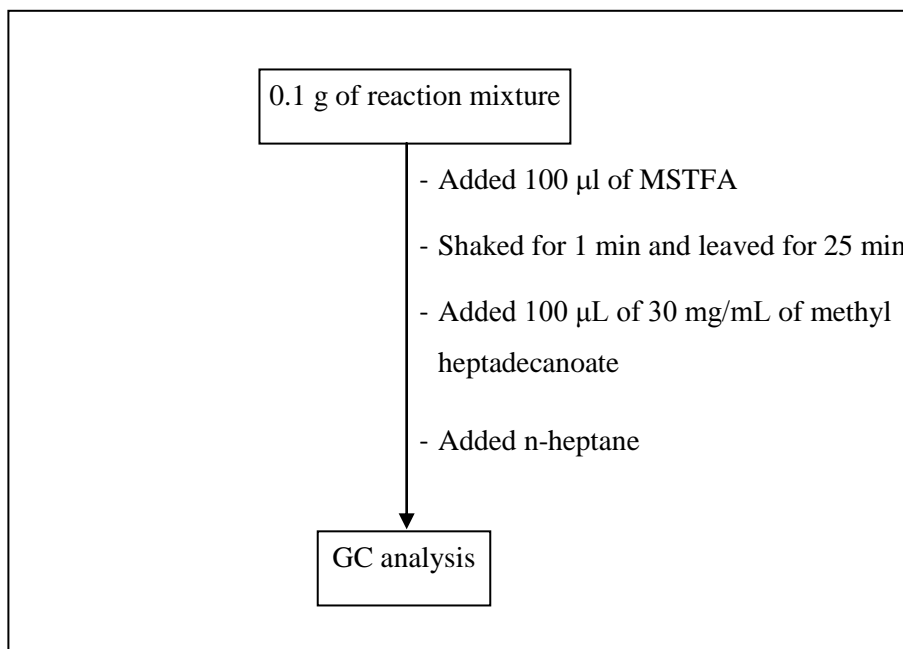 0.1 g of reaction mixture
- Added 100 μl of MSTFA
- Shaked for 1 min and leaved for 25 min
- Added 100 μL of 30 mg/mL of methyl
heptadecanoate
- Added n-heptane
GC analysis